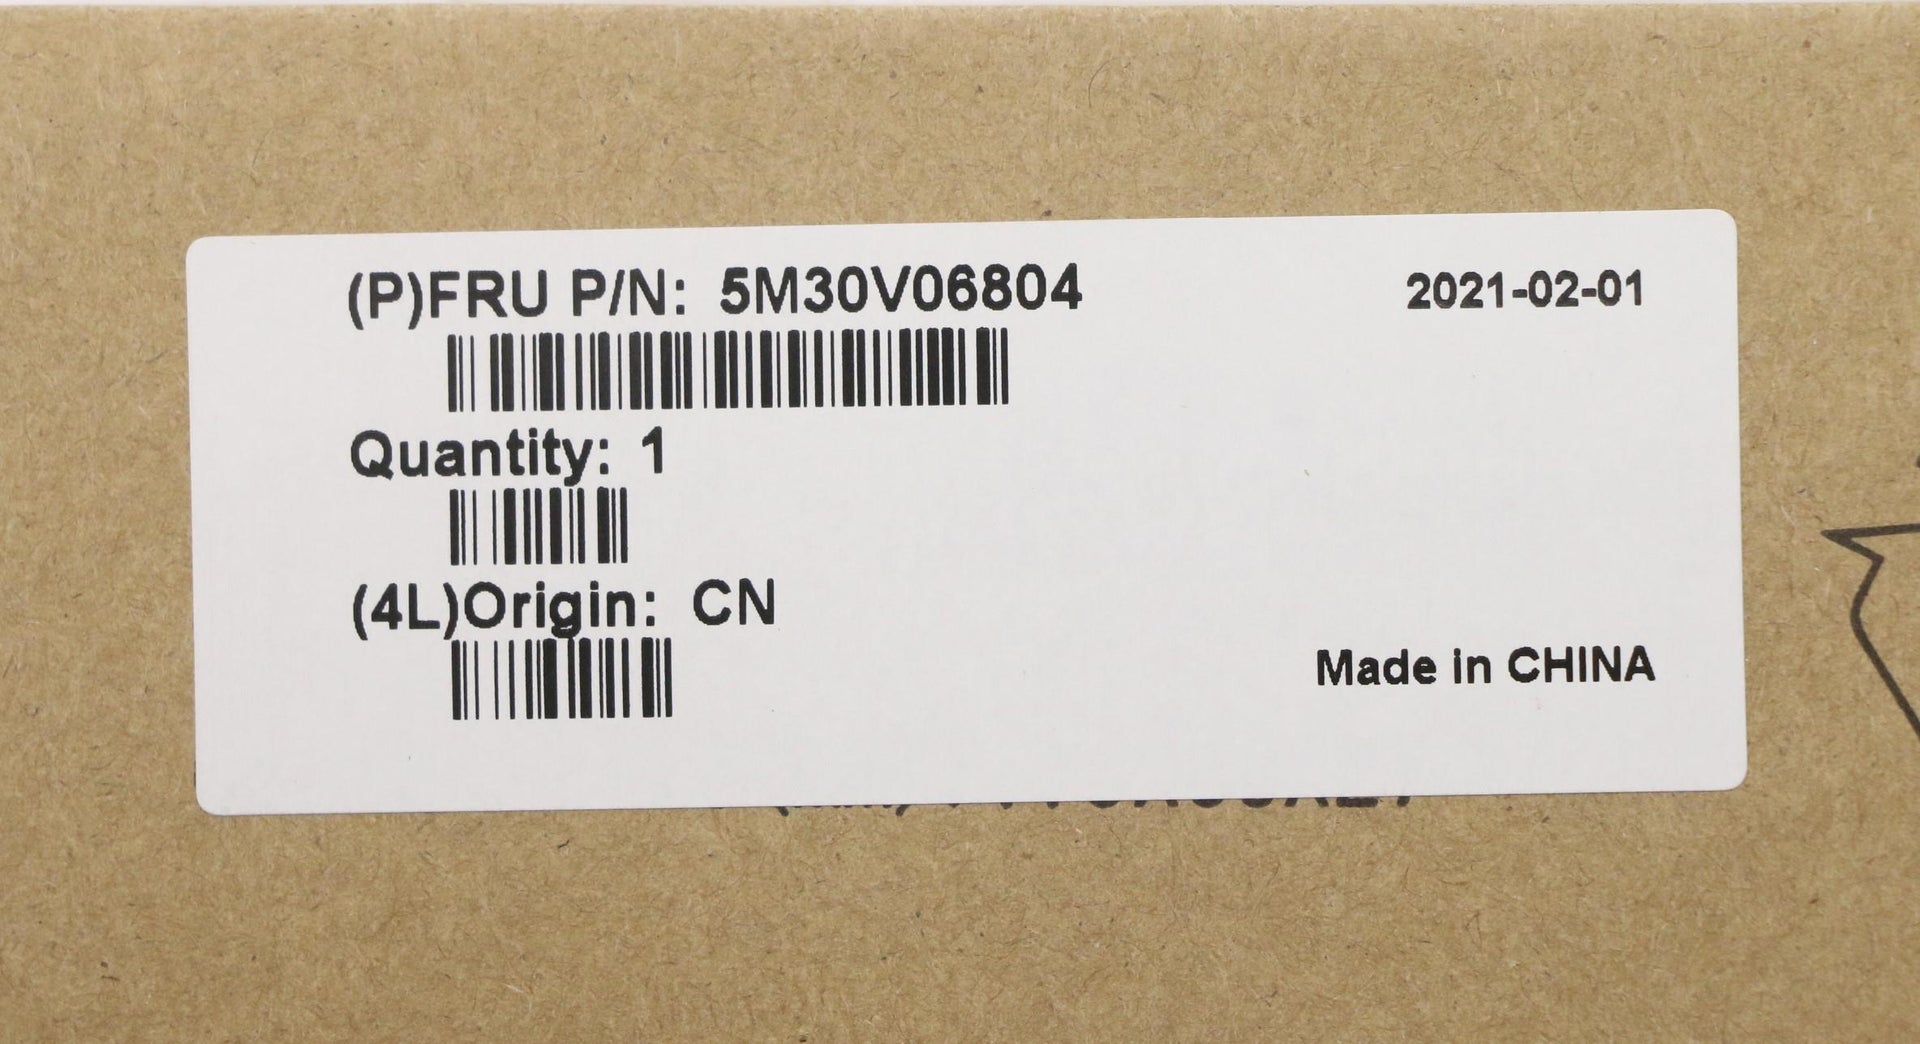 (P)FRU P/N: 5M30V06804
2021-02-01
Quantity: 1
(4L)Origin: CN
Made in CHINA